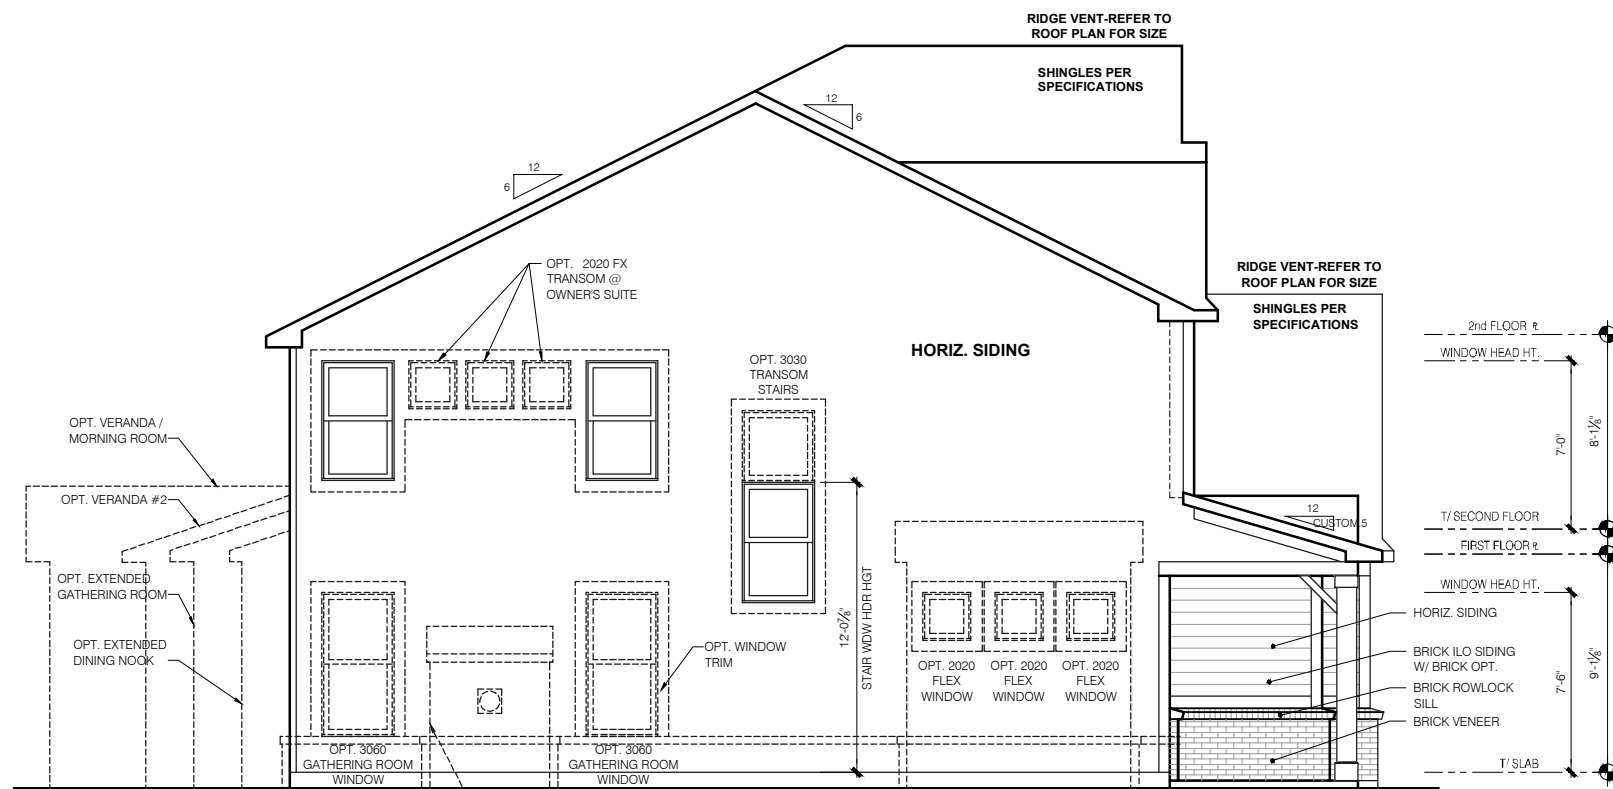 RIDGE VENT-REFER TO
ROOF PLAN FOR SIZE
SHINGLES PER
SPECIFICATIONS
12
6
12
6
OPT. 2020 FX
TRANSOM @
OWNER'S SUITE
RIDGE VENT-REFER TO
ROOF PLAN FOR SIZE
SHINGLES PER
SPECIFICATIONS
2nd FLOOR ℄
WINDOW HEAD HT.
HORIZ. SIDING
OPT. 3030
TRANSOM
STAIRS
OPT. VERANDA /
MORNING ROOM
OPT. VERANDA #2
7'-0"
8'-1⅛"
12
CUSTOM.5
T/ SECOND FLOOR
FIRST FLOOR ℄
OPT. EXTENDED
GATHERING ROOM
OPT. EXTENDED
DINING NOOK
WINDOW HEAD HT.
12'-0⅞"
STAIR WDW HDR HGT
OPT. WINDOW
TRIM
OPT. 2020
FLEX
WINDOW
OPT. 2020
FLEX
WINDOW
OPT. 2020
FLEX
WINDOW
HORIZ. SIDING
BRICK ILO SIDING
W/ BRICK OPT.
BRICK ROWLOCK
SILL
BRICK VENEER
7'-6"
9'-1⅛"
T/ SLAB
OPT. 3060
GATHERING ROOM
WINDOW
OPT. 3060
GATHERING ROOM
WINDOW